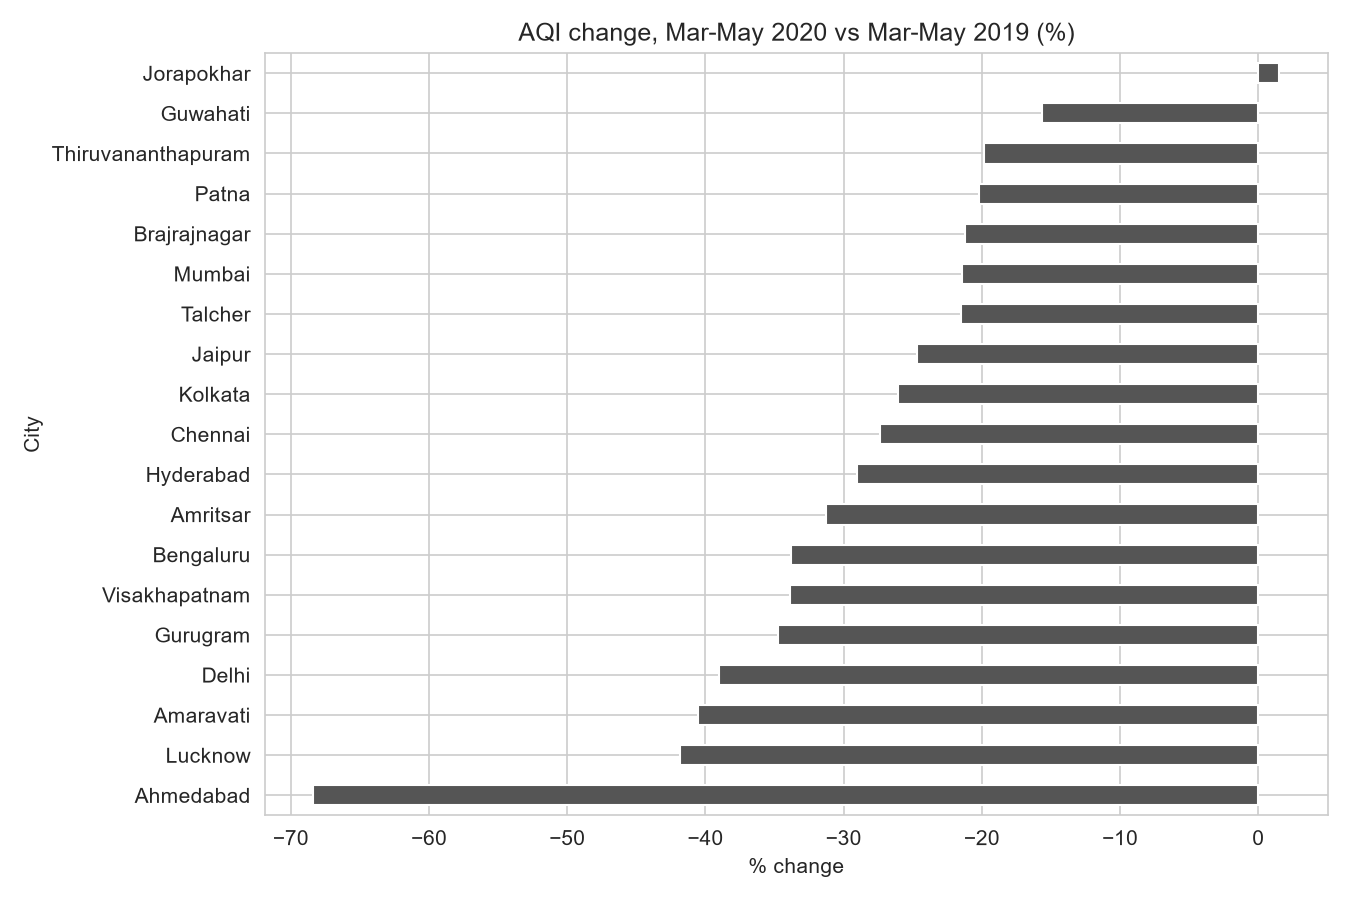 AQI change, Mar-May 2020 vs Mar-May 2019 (%)
Jorapokhar
Guwahati
Thiruvananthapuram
Patna
Brajrajnagar
Mumbai
Talcher
Jaipur
Kolkata
Chennai
Hyderabad
Amritsar
Bengaluru
Visakhapatnam
Gurugram
Delhi
Amaravati
Lucknow
Ahmedabad
City
−70 −60 −50 −40 −30 −20 −10 0
% change